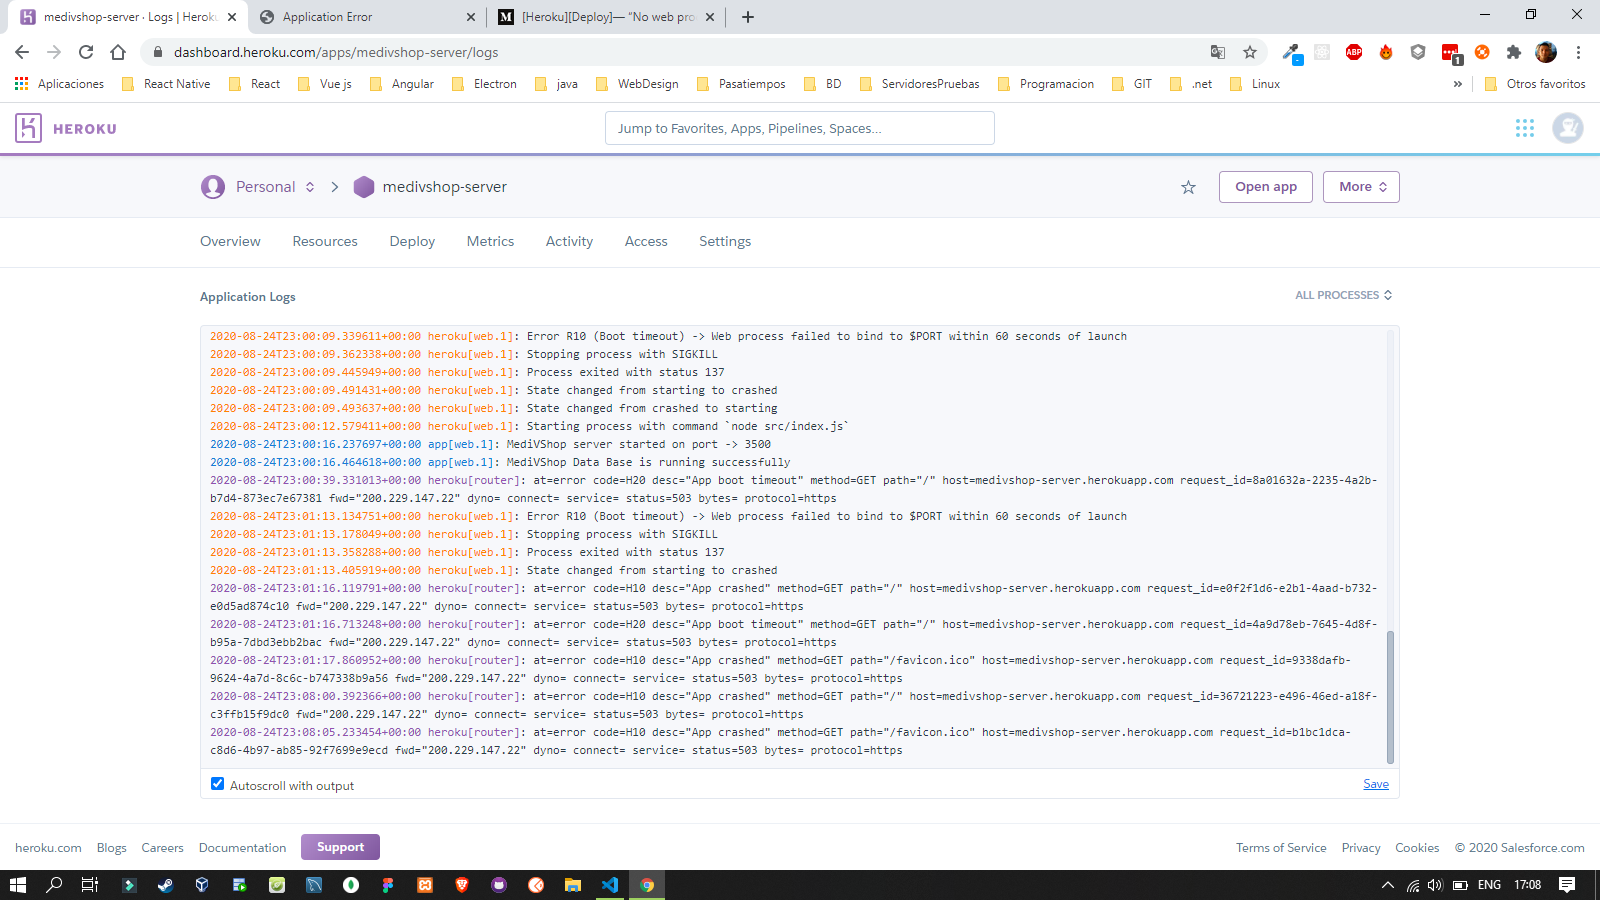 medivshop-server · Logs | Heroku
Application Error
[Heroku][Deploy]— "No web pro
dashboard.heroku.com/apps/medivshop-server/logs
ABP
1
Aplicaciones
React Native
React
Vue js
Angular
Electron
java
WebDesign
Pasatiempos
BD
ServidoresPruebas
Programacion
GIT
.net
Linux
»
Otros favoritos
HEROKU
Jump to Favorites, Apps, Pipelines, Spaces...
Personal
medivshop-server
Open app
More
Overview
Resources
Deploy
Metrics
Activity
Access
Settings
Application Logs
ALL PROCESSES
2020-08-24T23:00:09.339611+00:00 heroku[web.1]: Error R10 (Boot timeout) -> Web process failed to bind to $PORT within 60 seconds of launch
2020-08-24T23:00:09.362338+00:00 heroku[web.1]: Stopping process with SIGKILL
2020-08-24T23:00:09.445949+00:00 heroku[web.1]: Process exited with status 137
2020-08-24T23:00:09.491431+00:00 heroku[web.1]: State changed from starting to crashed
2020-08-24T23:00:09.493637+00:00 heroku[web.1]: State changed from crashed to starting
2020-08-24T23:00:12.579411+00:00 heroku[web.1]: Starting process with command `node src/index.js`
2020-08-24T23:00:16.237697+00:00 app[web.1]: MediVShop server started on port -> 3500
2020-08-24T23:00:16.464618+00:00 app[web.1]: MediVShop Data Base is running successfully
2020-08-24T23:00:39.331013+00:00 heroku[router]: at=error code=H20 desc="App boot timeout" method=GET path="/" host=medivshop-server.herokuapp.com request_id=8a01632a-2235-4a2b-
b7d4-873ec7e67381 fwd="200.229.147.22" dyno= connect= service= status=503 bytes= protocol=https
2020-08-24T23:01:13.134751+00:00 heroku[web.1]: Error R10 (Boot timeout) -> Web process failed to bind to $PORT within 60 seconds of launch
2020-08-24T23:01:13.178049+00:00 heroku[web.1]: Stopping process with SIGKILL
2020-08-24T23:01:13.358288+00:00 heroku[web.1]: Process exited with status 137
2020-08-24T23:01:13.405919+00:00 heroku[web.1]: State changed from starting to crashed
2020-08-24T23:01:16.119791+00:00 heroku[router]: at=error code=H10 desc="App crashed" method=GET path="/" host=medivshop-server.herokuapp.com request_id=e0f2f1d6-e2b1-4aad-b732-
e0d5ad874c10 fwd="200.229.147.22" dyno= connect= service= status=503 bytes= protocol=https
2020-08-24T23:01:16.713248+00:00 heroku[router]: at=error code=H20 desc="App boot timeout" method=GET path="/" host=medivshop-server.herokuapp.com request_id=4a9d78eb-7645-4d8f-
b95a-7dbd3ebb2bac fwd="200.229.147.22" dyno= connect= service= status=503 bytes= protocol=https
2020-08-24T23:01:17.860952+00:00 heroku[router]: at=error code=H10 desc="App crashed" method=GET path="/favicon.ico" host=medivshop-server.herokuapp.com request_id=9338dafb-
9624-4a7d-8c6c-b747338b9a56 fwd="200.229.147.22" dyno= connect= service= status=503 bytes= protocol=https
2020-08-24T23:08:00.392366+00:00 heroku[router]: at=error code=H10 desc="App crashed" method=GET path="/" host=medivshop-server.herokuapp.com request_id=36721223-e496-46ed-a18f-
c3ffb15f9dc0 fwd="200.229.147.22" dyno= connect= service= status=503 bytes= protocol=https
2020-08-24T23:08:05.233454+00:00 heroku[router]: at=error code=H10 desc="App crashed" method=GET path="/favicon.ico" host=medivshop-server.herokuapp.com request_id=b1bc1dca-
c8d6-4b97-ab85-92f7699e9ecd fwd="200.229.147.22" dyno= connect= service= status=503 bytes= protocol=https
Autoscroll with output
Save
heroku.com
Blogs
Careers
Documentation
Support
Terms of Service
Privacy
Cookies
© 2020 Salesforce.com
ENG
17:08